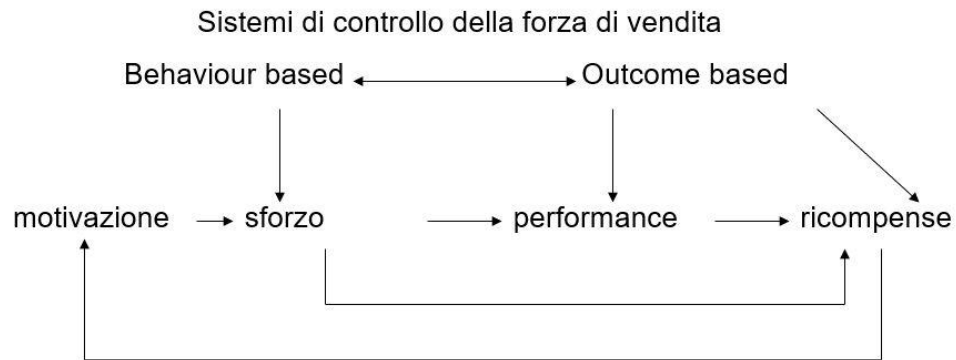 Sistemi di controllo della forza di vendita
Behaviour based Outcome based
motivazione sforzo performance ricompense